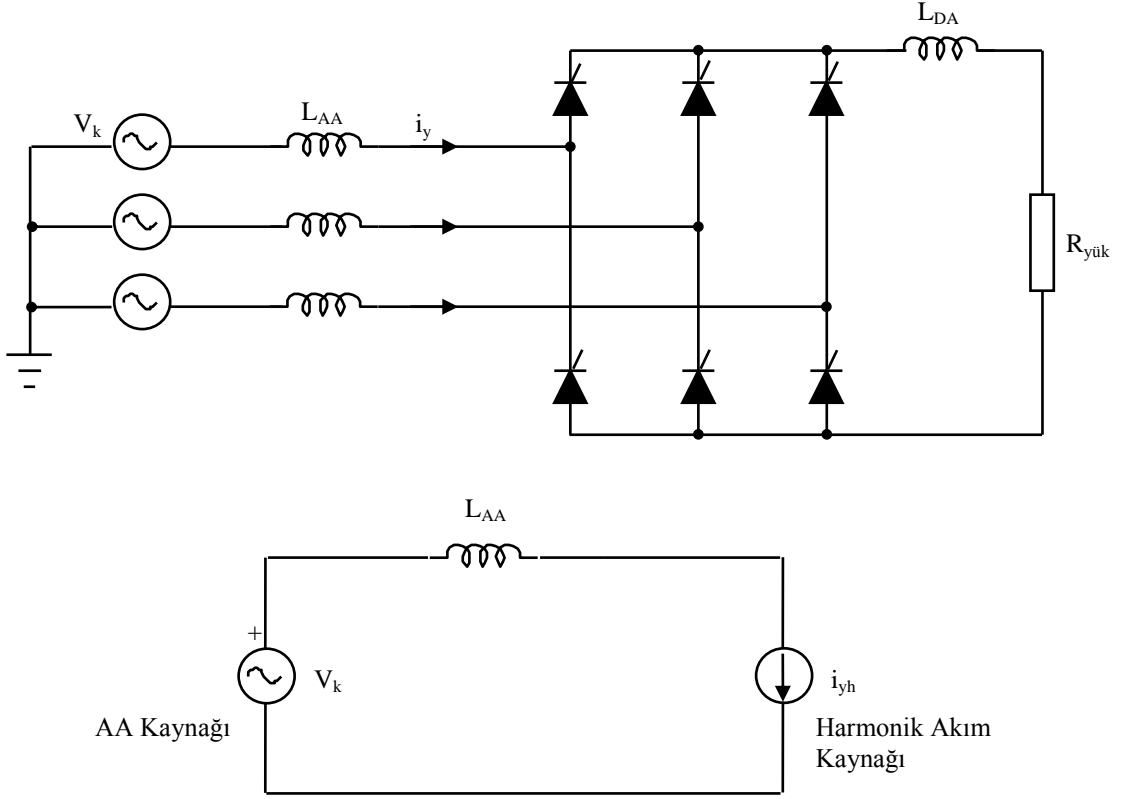 L_DA
V_k
L_AA
i_y
R_yük
L_AA
+
V_k
i_yh
AA Kaynağı
Harmonik Akım
Kaynağı